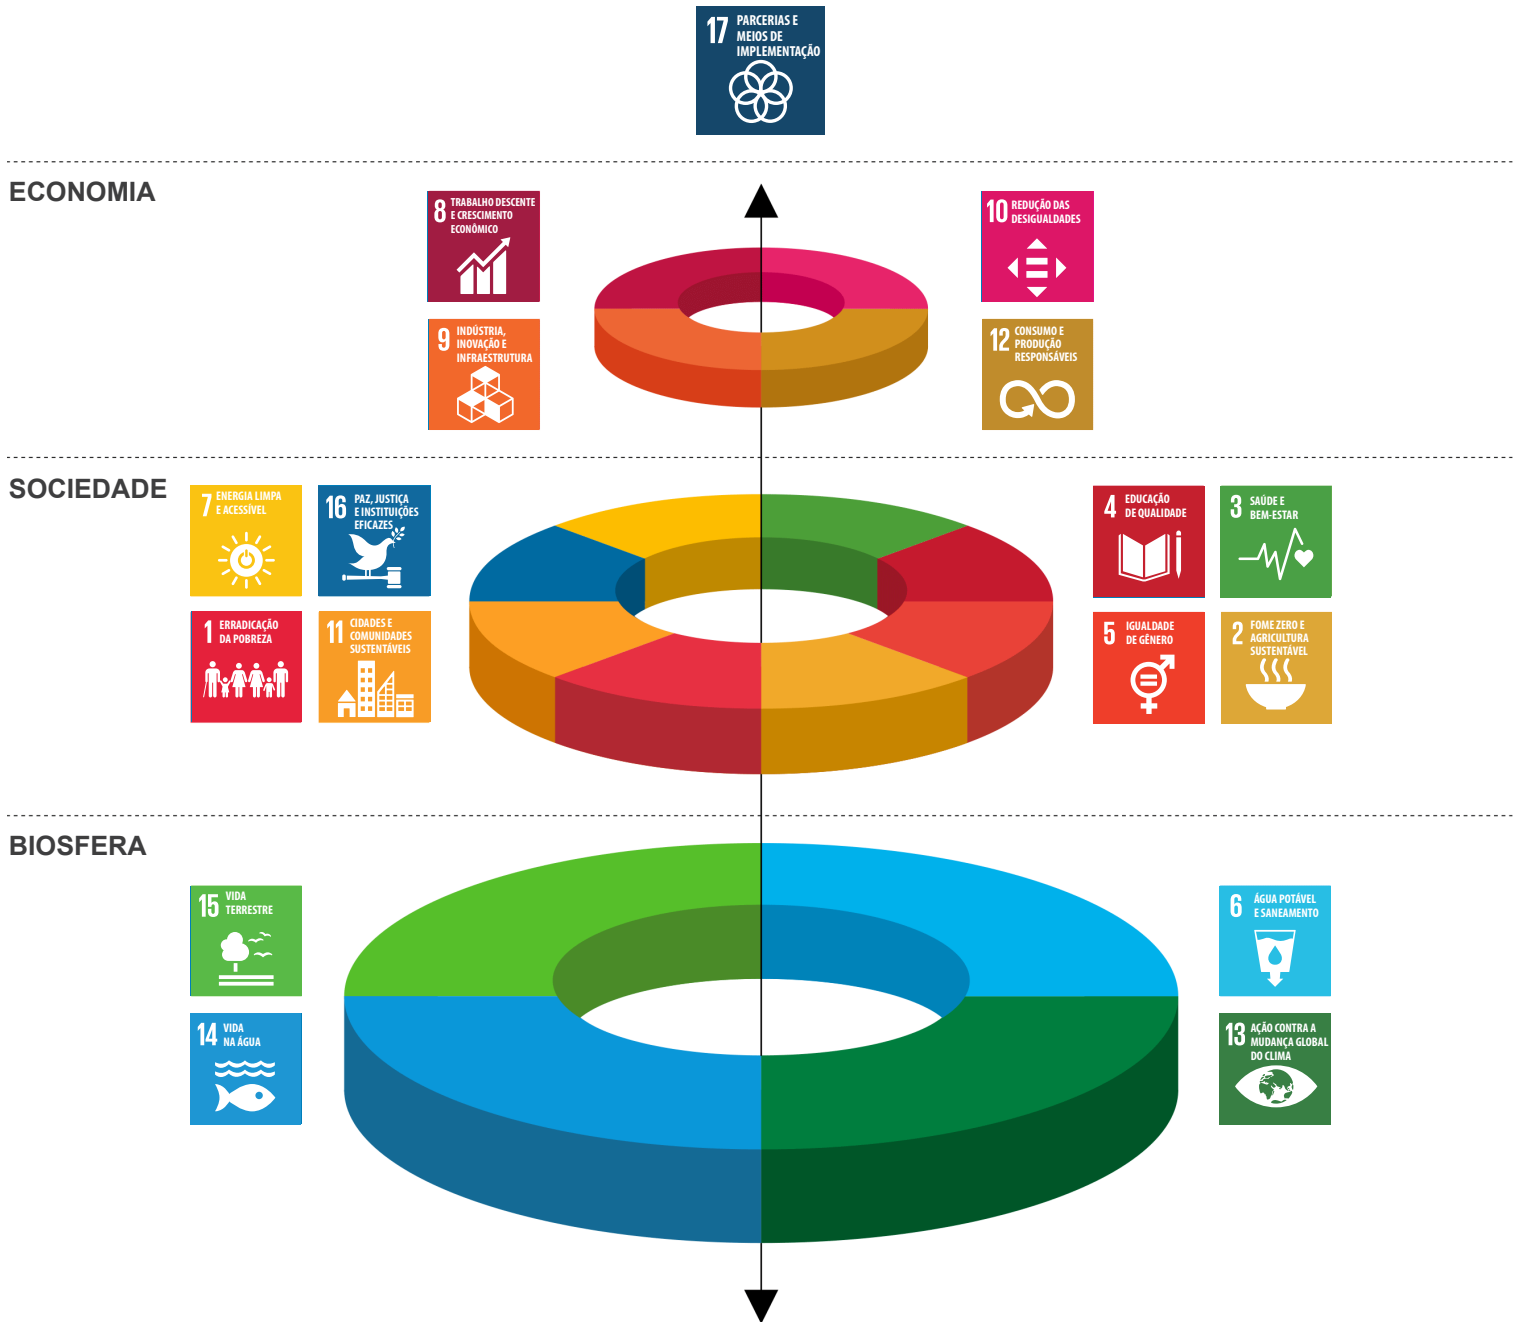 17 PARCERIAS E
MEIOS DE
IMPLEMENTAÇÃO
ECONOMIA
8 TRABALHO DESCENTE
E CRESCIMENTO
ECONÔMICO
10 REDUÇÃO DAS
DESIGUALDADES
9 INDÚSTRIA,
INOVAÇÃO E
INFRAESTRUTURA
12 CONSUMO E
PRODUÇÃO
RESPONSÁVEIS
SOCIEDADE
7 ENERGIA LIMPA
E ACESSÍVEL
16 PAZ, JUSTIÇA
E INSTITUIÇÕES
EFICAZES
4 EDUCAÇÃO
DE QUALIDADE
3 SAÚDE E
BEM-ESTAR
1 ERRADICAÇÃO
DA POBREZA
11 CIDADES E
COMUNIDADES
SUSTENTÁVEIS
5 IGUALDADE
DE GÊNERO
2 FOME ZERO E
AGRICULTURA
SUSTENTÁVEL
BIOSFERA
15 VIDA
TERRESTRE
6 ÁGUA POTÁVEL
E SANEAMENTO
14 VIDA
NA ÁGUA
13 AÇÃO CONTRA A
MUDANÇA GLOBAL
DO CLIMA